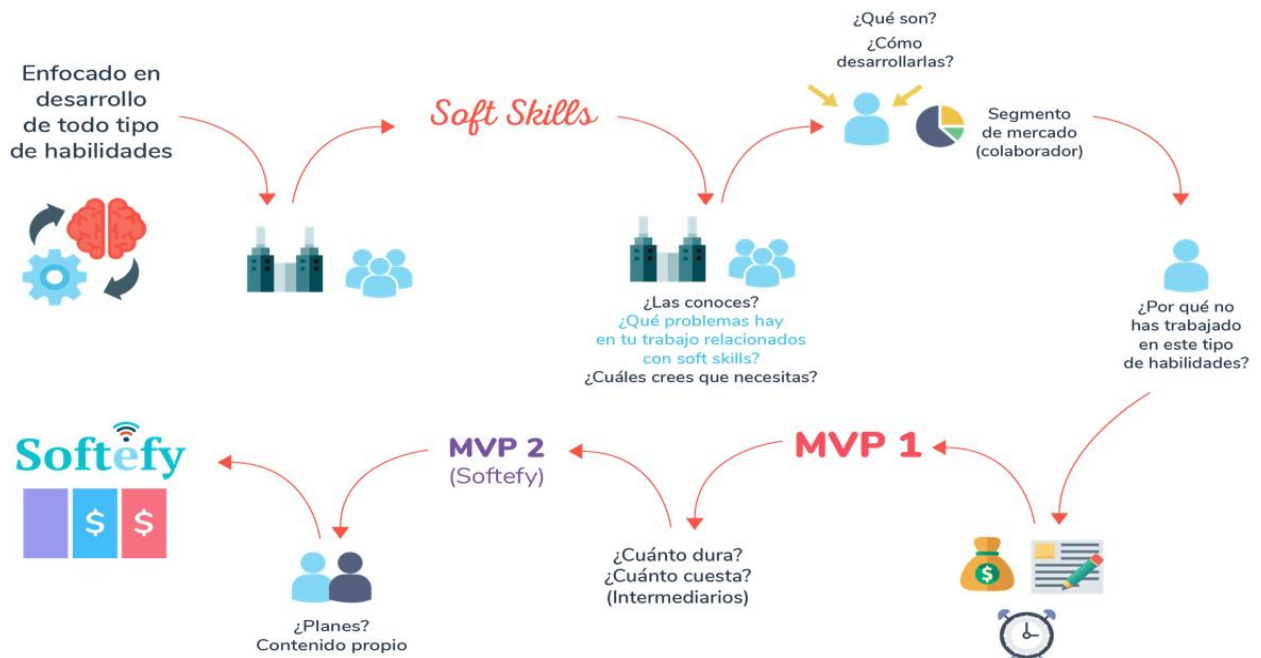 Enfocado en
desarrollo
de todo tipo
de habilidades
Soft Skills
¿Las conoces?
¿Qué problemas hay
en tu trabajo relacionados
con soft skills?
¿Cuáles crees que necesitas?
¿Qué son?
¿Cómo
desarrollarlas?
Segmento
de mercado
(colaborador)
¿Por qué no
has trabajado
en este tipo
de habilidades?
$
MVP 1
¿Cuánto dura?
¿Cuánto cuesta?
(Intermediarios)
MVP 2
(Softefy)
¿Planes?
Contenido propio
Softefy
$ $